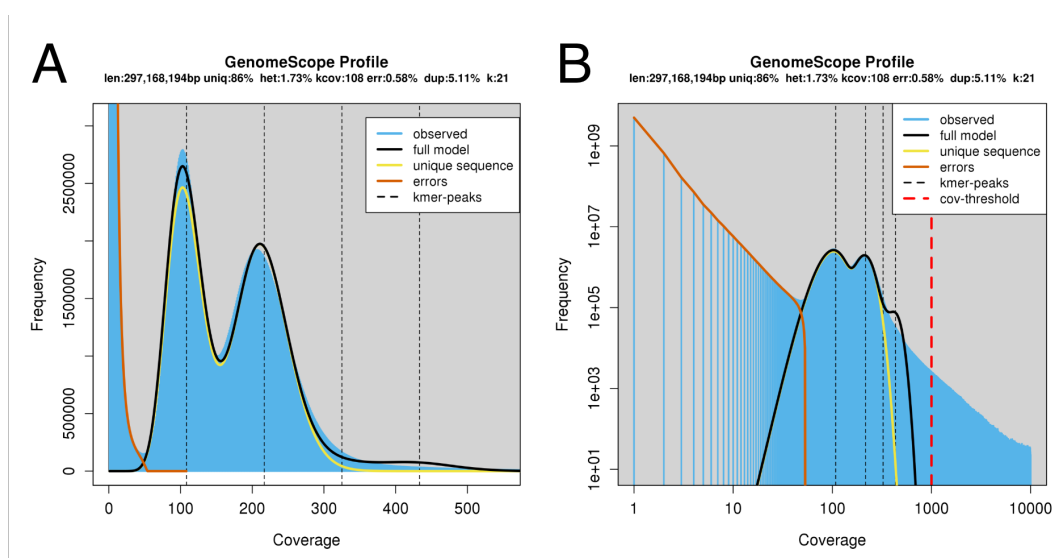 A
GenomeScope Profile
len:297,168,194bp uniq:86% het:1.73% kcov:108 err:0.58% dup:5.11% k:21
observed
full model
unique sequence
errors
kmer-peaks
Frequency
0
500000
1500000
2500000
0 100 200 300 400 500
Coverage
B
GenomeScope Profile
len:297,168,194bp uniq:86% het:1.73% kcov:108 err:0.58% dup:5.11% k:21
observed
full model
unique sequence
errors
kmer-peaks
cov-threshold
Frequency
1e+01
1e+03
1e+05
1e+07
1e+09
1 10 100 1000 10000
Coverage